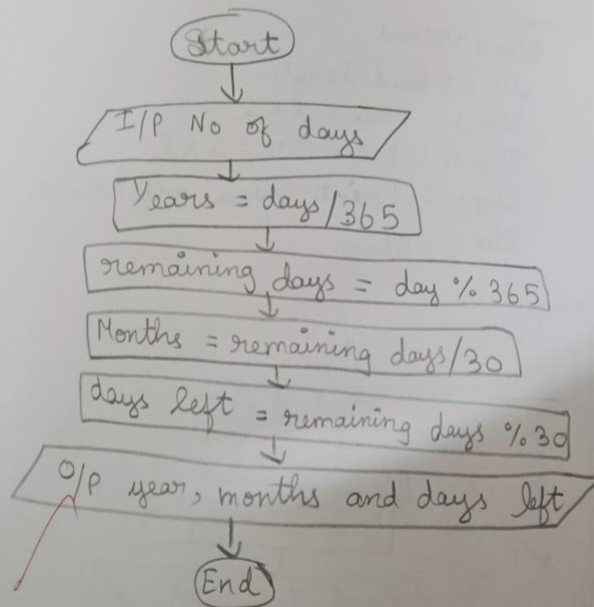 Start
I/P No of days
Years = days/365
remaining days = day % 365
Months = remaining days/30
days left = remaining days % 30
O/P year, months and days left
End